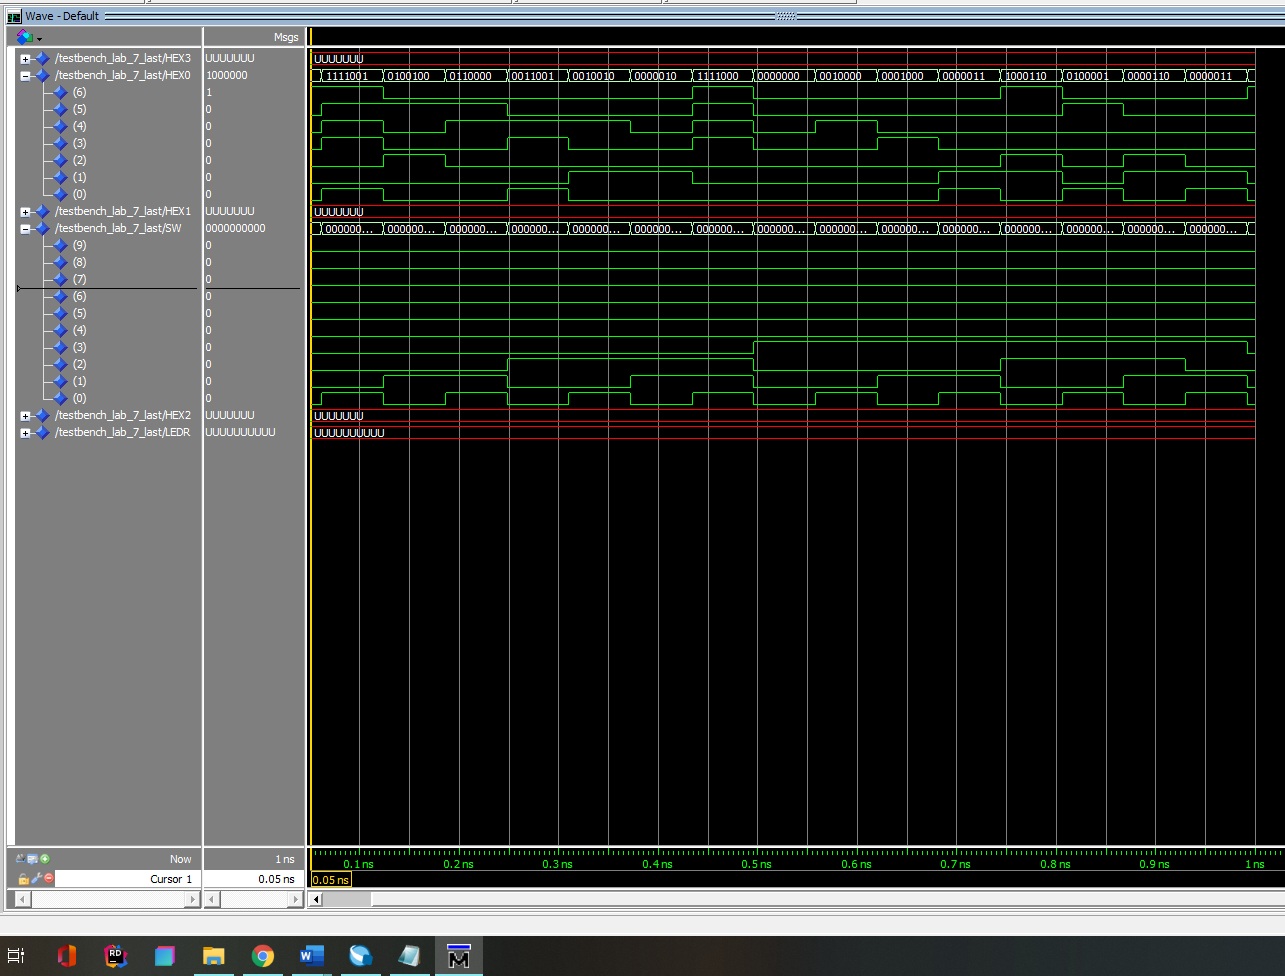 Wave - Default
Msgs
/testbench_lab_7_last/HEX3 UUUUUUU UUUUUUU
/testbench_lab_7_last/HEX0 1000000 1111001 0100100 0110000 0011001 0010010 0000010 1111000 0000000 0010000 0001000 0000011 1000110 0100001 0000110 0000011
(6) 1
(5) 0
(4) 0
(3) 0
(2) 0
(1) 0
(0) 0
/testbench_lab_7_last/HEX1 UUUUUUU UUUUUUU
/testbench_lab_7_last/SW 0000000000 000000... 000000... 000000... 000000... 000000... 000000... 000000... 000000... 000000... 000000... 000000... 000000... 000000... 000000... 000000...
(9) 0
(8) 0
(7) 0
(6) 0
(5) 0
(4) 0
(3) 0
(2) 0
(1) 0
(0) 0
/testbench_lab_7_last/HEX2 UUUUUUU UUUUUUU
/testbench_lab_7_last/LEDR UUUUUUUUUU UUUUUUUUUU
Now 1 ns 0.1 ns 0.2 ns 0.3 ns 0.4 ns 0.5 ns 0.6 ns 0.7 ns 0.8 ns 0.9 ns 1 ns
Cursor 1 0.05 ns 0.05 ns
RD
W
M